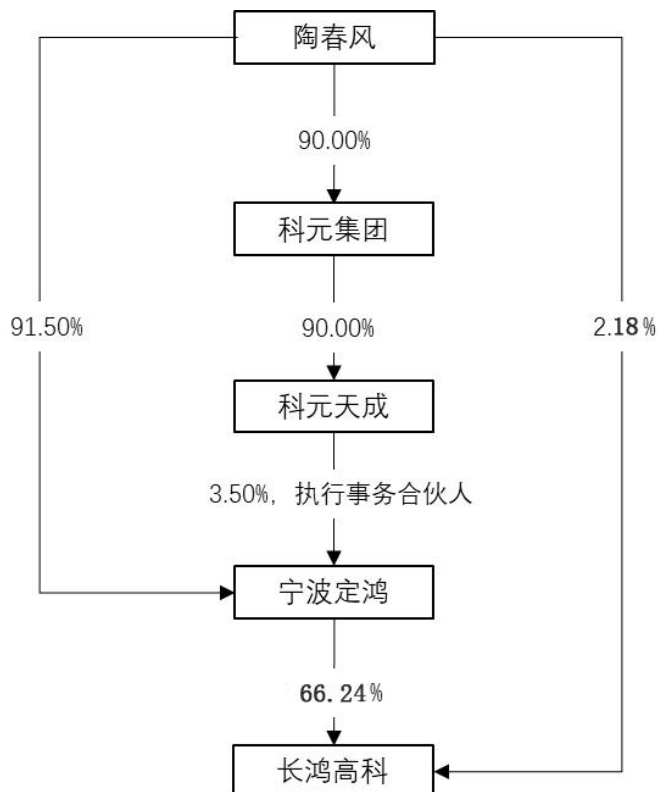 陶春风
90.00%
科元集团
91.50%
90.00%
2.18%
科元天成
3.50%，执行事务合伙人
宁波定鸿
66.24%
长鸿高科